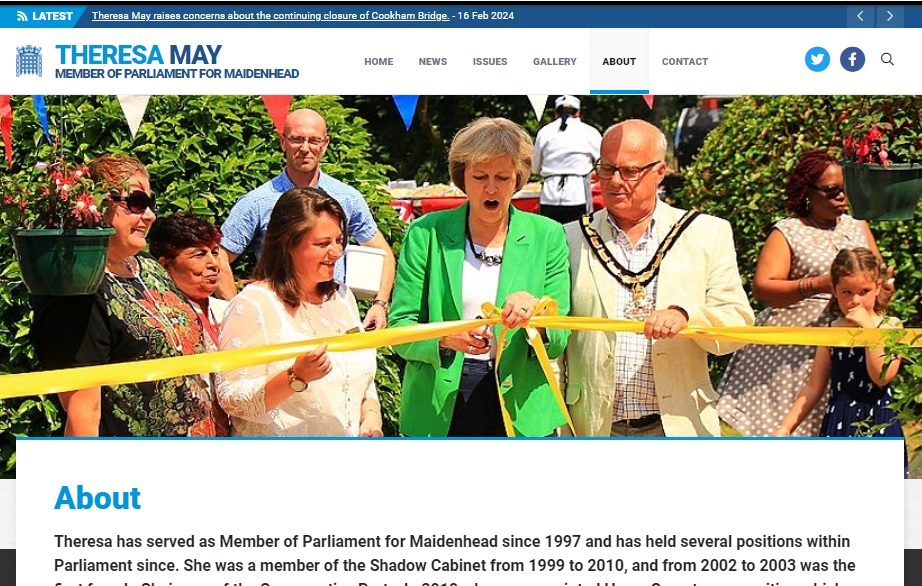 LATEST Theresa May raises concerns about the continuing closure of Cookham Bridge. - 16 Feb 2024
THERESA MAY
MEMBER OF PARLIAMENT FOR MAIDENHEAD
HOME NEWS ISSUES GALLERY ABOUT CONTACT
About
Theresa has served as Member of Parliament for Maidenhead since 1997 and has held several positions within
Parliament since. She was a member of the Shadow Cabinet from 1999 to 2010, and from 2002 to 2003 was the